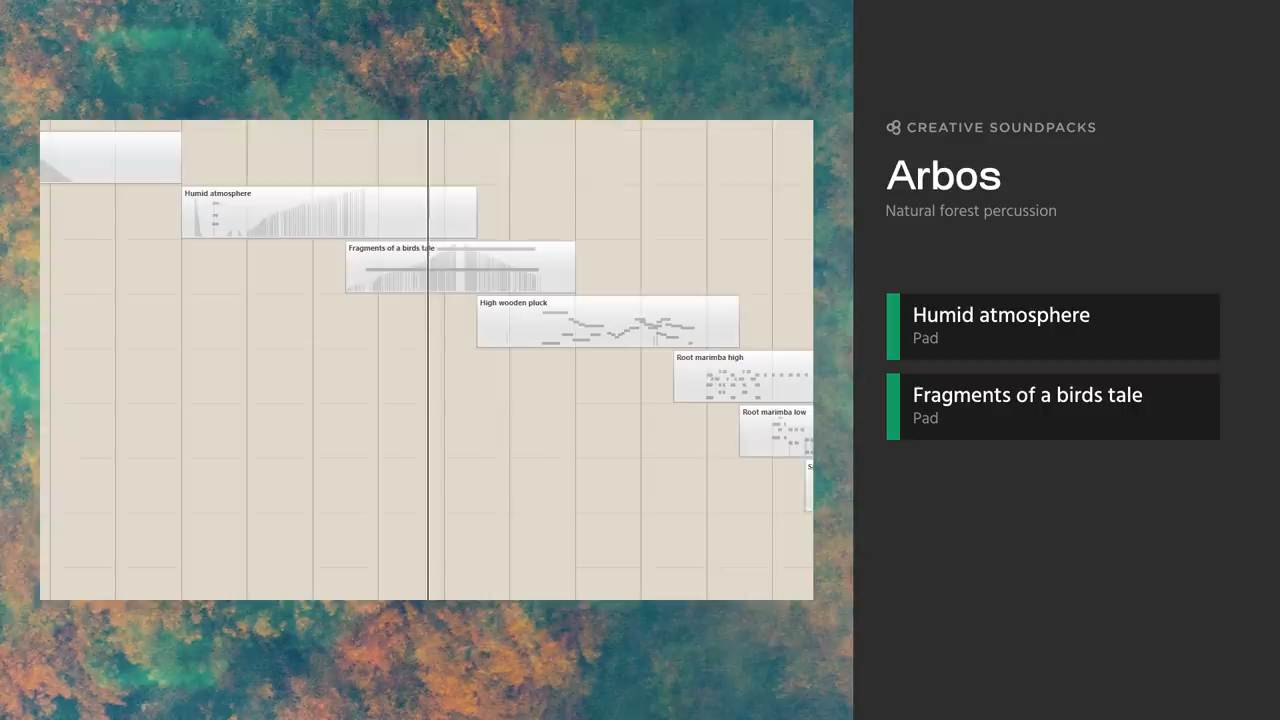 Humid atmosphere
Fragments of a birds tale
High wooden pluck
Root marimba high
Root marimba low
CREATIVE SOUNDPACKS
Arbos
Natural forest percussion
Humid atmosphere
Pad
Fragments of a birds tale
Pad